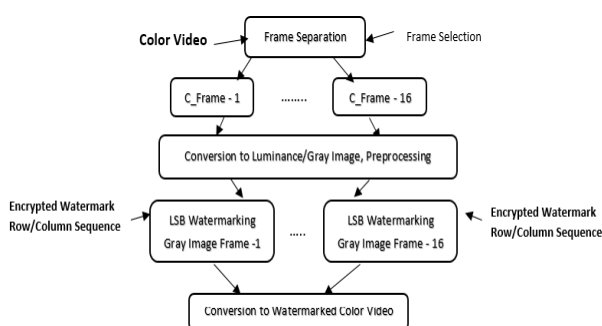 Color Video
Frame Separation
Frame Selection
C_Frame - 1
........
C_Frame - 16
Conversion to Luminance/Gray Image, Preprocessing
Encrypted Watermark
Row/Column Sequence
LSB Watermarking
Gray Image Frame -1
.....
LSB Watermarking
Gray Image Frame - 16
Encrypted Watermark
Row/Column Sequence
Conversion to Watermarked Color Video